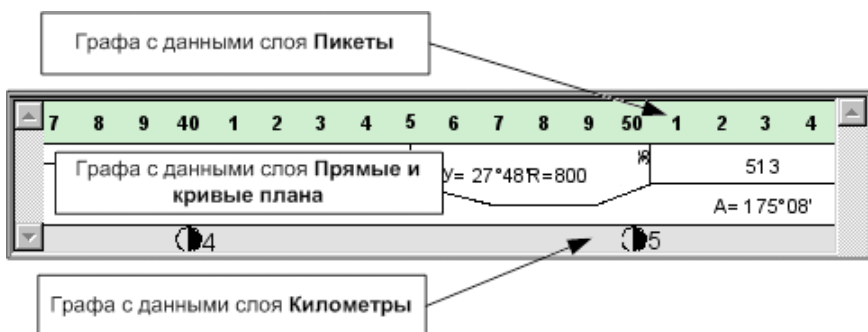 Графа с данными слоя Пикеты
7 8 9 40 1 2 3 4 5 6 7 8 9 50 1 2 3 4
Графа с данными слоя Прямые и
кривые плана
У= 27°48'R=800
513
A= 175°08'
4 5
Графа с данными слоя Километры